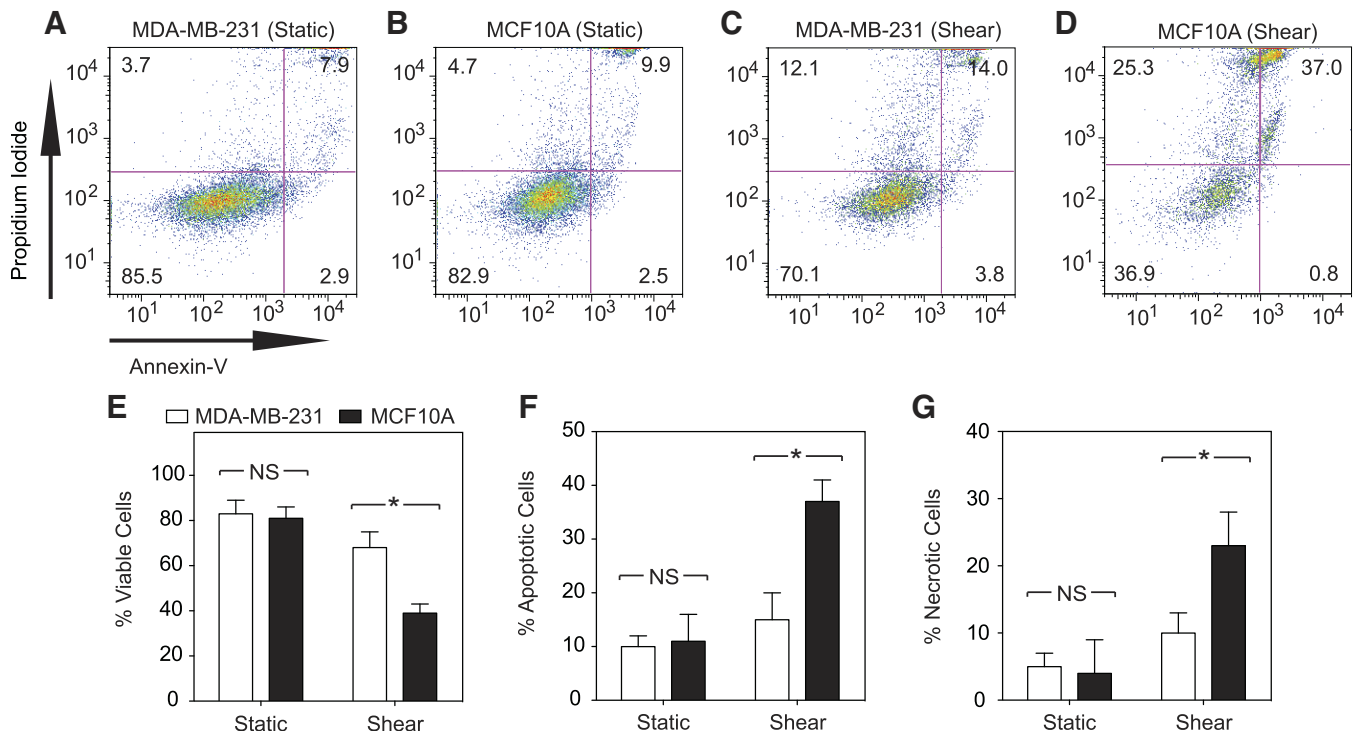 A MDA-MB-231 (Static)
B MCF10A (Static)
C MDA-MB-231 (Shear)
D MCF10A (Shear)
Propidium Iodide
Annexin-V
10⁴
10³
10²
10¹
3.7 7.9
85.5 2.9
10¹ 10² 10³ 10⁴
10⁴
10³
10²
10¹
4.7 9.9
82.9 2.5
10¹ 10² 10³ 10⁴
10⁴
10³
10²
10¹
12.1 14.0
70.1 3.8
10¹ 10² 10³ 10⁴
10⁴
10³
10²
10¹
25.3 37.0
36.9 0.8
10¹ 10² 10³ 10⁴
E MDA-MB-231 MCF10A
% Viable Cells
100
80
60
40
20
0
NS
*
Static Shear
F
% Apoptotic Cells
50
40
30
20
10
0
NS
*
Static Shear
G
% Necrotic Cells
40
30
20
10
0
NS
*
Static Shear